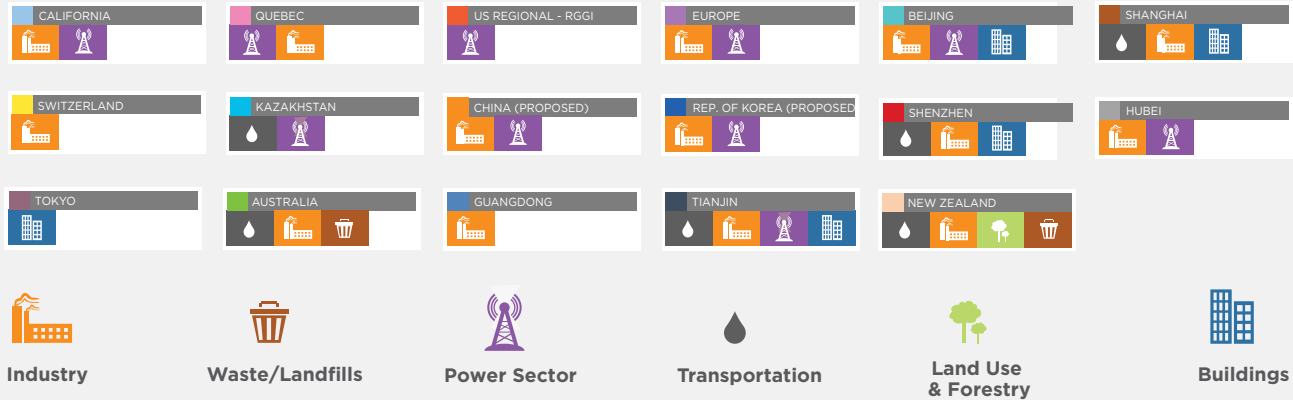 CALIFORNIA
QUEBEC
US REGIONAL - RGGI
EUROPE
BEIJING
SHANGHAI
SWITZERLAND
KAZAKHSTAN
CHINA (PROPOSED)
REP. OF KOREA (PROPOSED
SHENZHEN
HUBEI
TOKYO
AUSTRALIA
GUANGDONG
TIANJIN
NEW ZEALAND
Industry
Waste/Landfills
Power Sector
Transportation
Land Use
& Forestry
Buildings